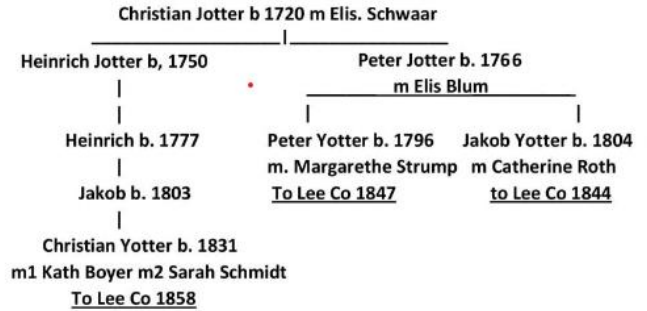 Christian Jotter b 1720 m Elis. Schwaar
Heinrich Jotter b, 1750
Peter Jotter b. 1766
m Elis Blum
Heinrich b. 1777
Jakob b. 1803
Christian Yotter b. 1831
m1 Kath Boyer m2 Sarah Schmidt
To Lee Co 1858
Peter Yotter b. 1796
m. Margarethe Strump
To Lee Co 1847
Jakob Yotter b. 1804
m Catherine Roth
to Lee Co 1844